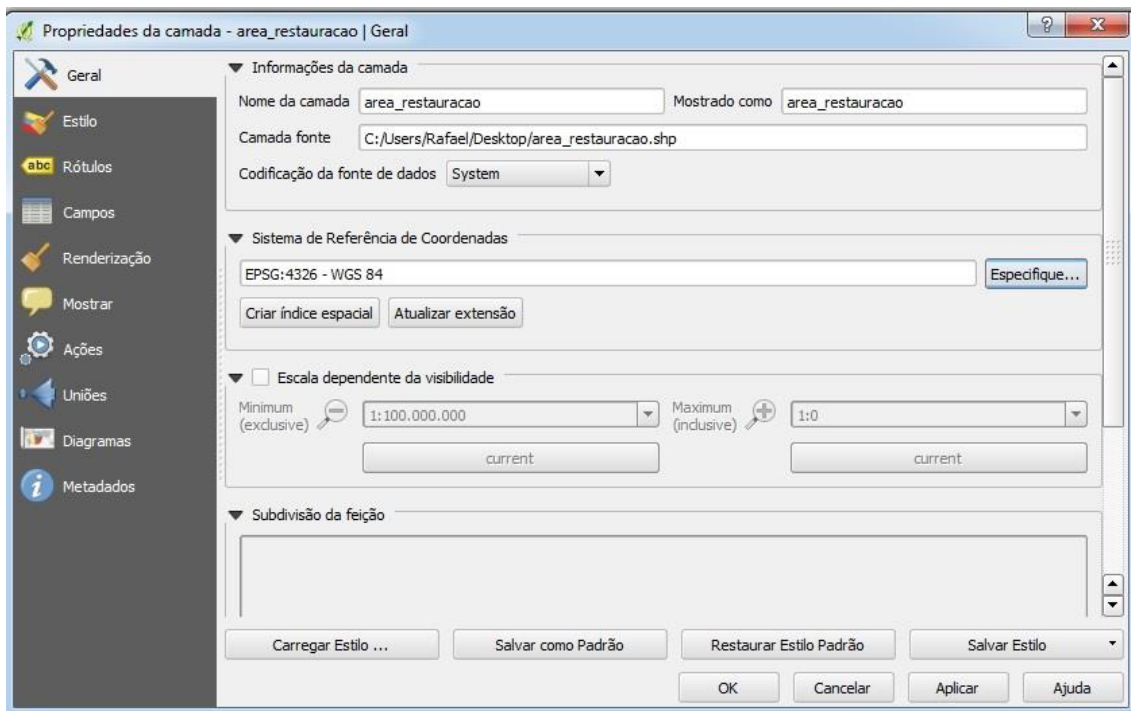 Propriedades da camada - area_restauracao | Geral
Geral
Estilo
abc Rótulos
Campos
Renderização
Mostrar
Ações
Uniões
Diagramas
Metadados
Informações da camada
Nome da camada area_restauracao Mostrado como area_restauracao
Camada fonte C:/Users/Rafael/Desktop/area_restauracao.shp
Codificação da fonte de dados System
Sistema de Referência de Coordenadas
EPSG:4326 - WGS 84 Especifique...
Criar índice espacial Atualizar extensão
Escala dependente da visibilidade
Minimum (exclusive) 1:100.000.000 Maximum (inclusive) 1:0
current current
Subdivisão da feição
Carregar Estilo ... Salvar como Padrão Restaurar Estilo Padrão Salvar Estilo
OK Cancelar Aplicar Ajuda